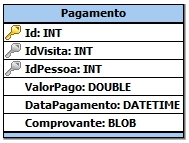 Pagamento
Id: INT
IdVisita: INT
IdPessoa: INT
ValorPago: DOUBLE
DataPagamento: DATETIME
Comprovante: BLOB